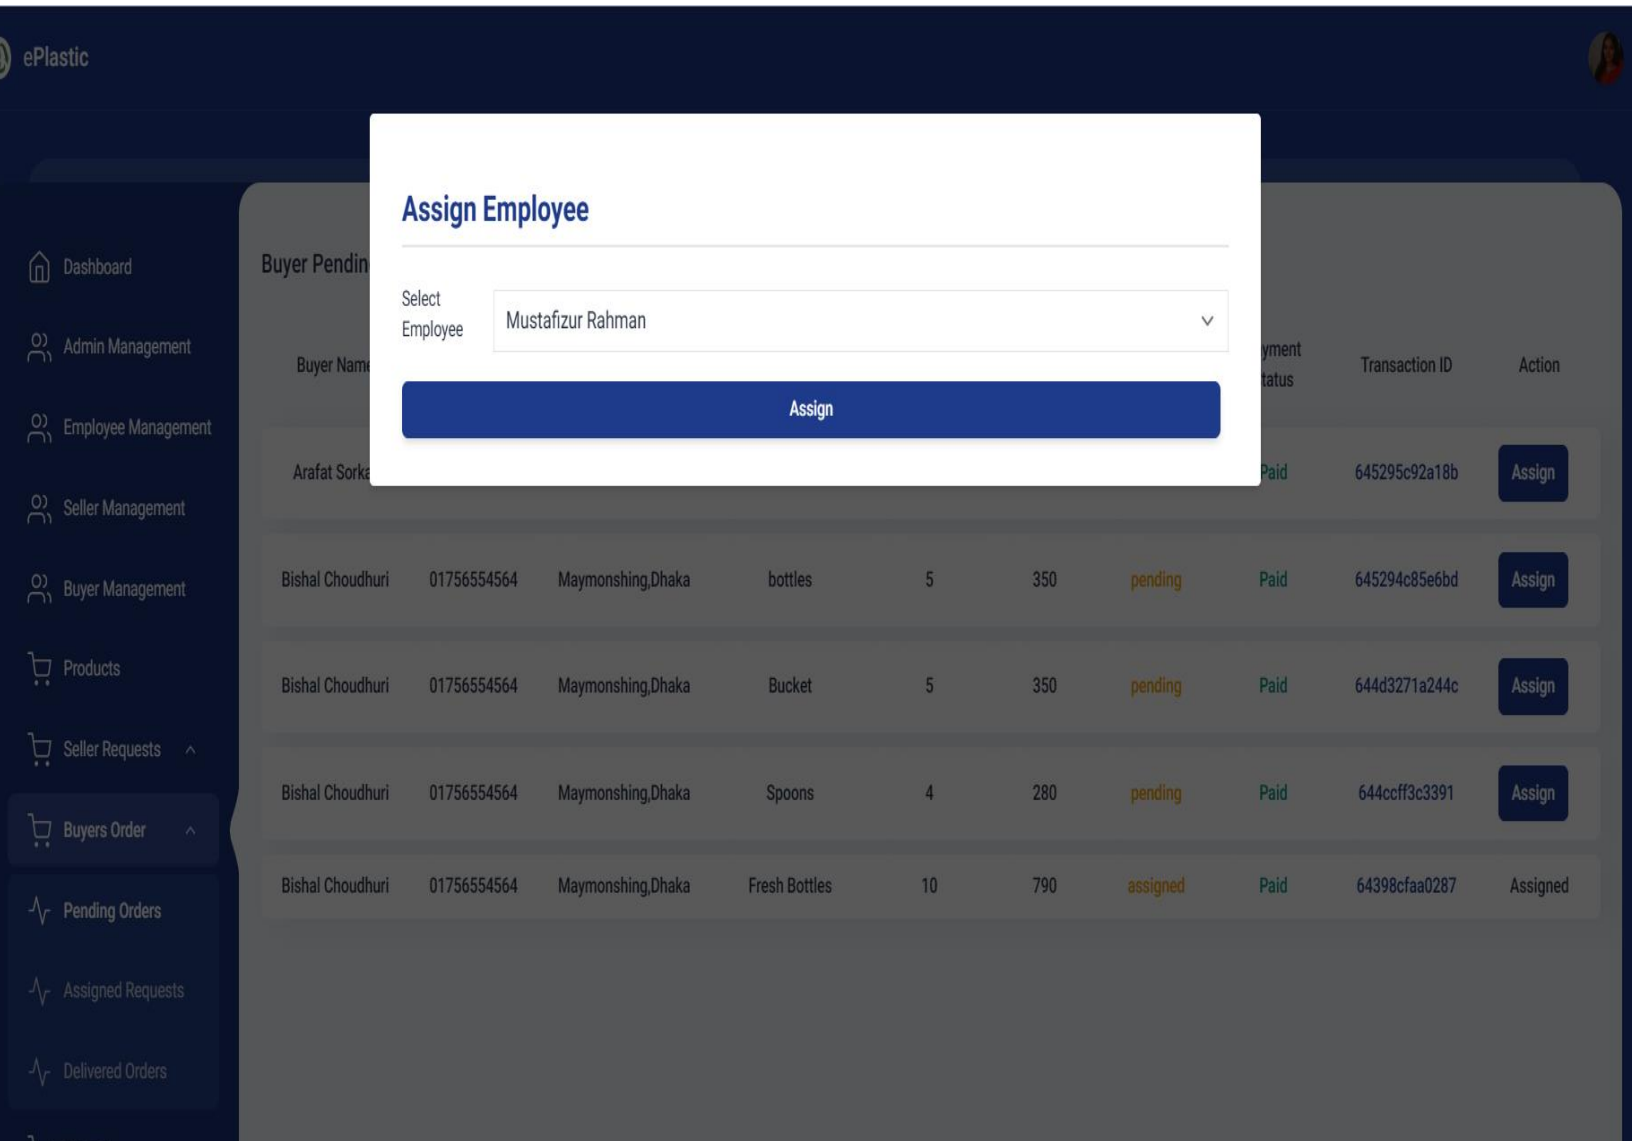 ePlastic
Assign Employee
Select
Employee
Mustafizur Rahman
Assign
Dashboard
Admin Management
Employee Management
Seller Management
Buyer Management
Products
Seller Requests
Buyers Order
Pending Orders
Assigned Requests
Delivered Orders
Buyer Pendin
Buyer Name yment Transaction ID Action
tatus
Arafat Sorka Paid 645295c92a18b Assign
Bishal Choudhuri 01756554564 Maymonshing,Dhaka bottles 5 350 pending Paid 645294c85e6bd Assign
Bishal Choudhuri 01756554564 Maymonshing,Dhaka Bucket 5 350 pending Paid 644d3271a244c Assign
Bishal Choudhuri 01756554564 Maymonshing,Dhaka Spoons 4 280 pending Paid 644ccff3c3391 Assign
Bishal Choudhuri 01756554564 Maymonshing,Dhaka Fresh Bottles 10 790 assigned Paid 64398cfaa0287 Assigned